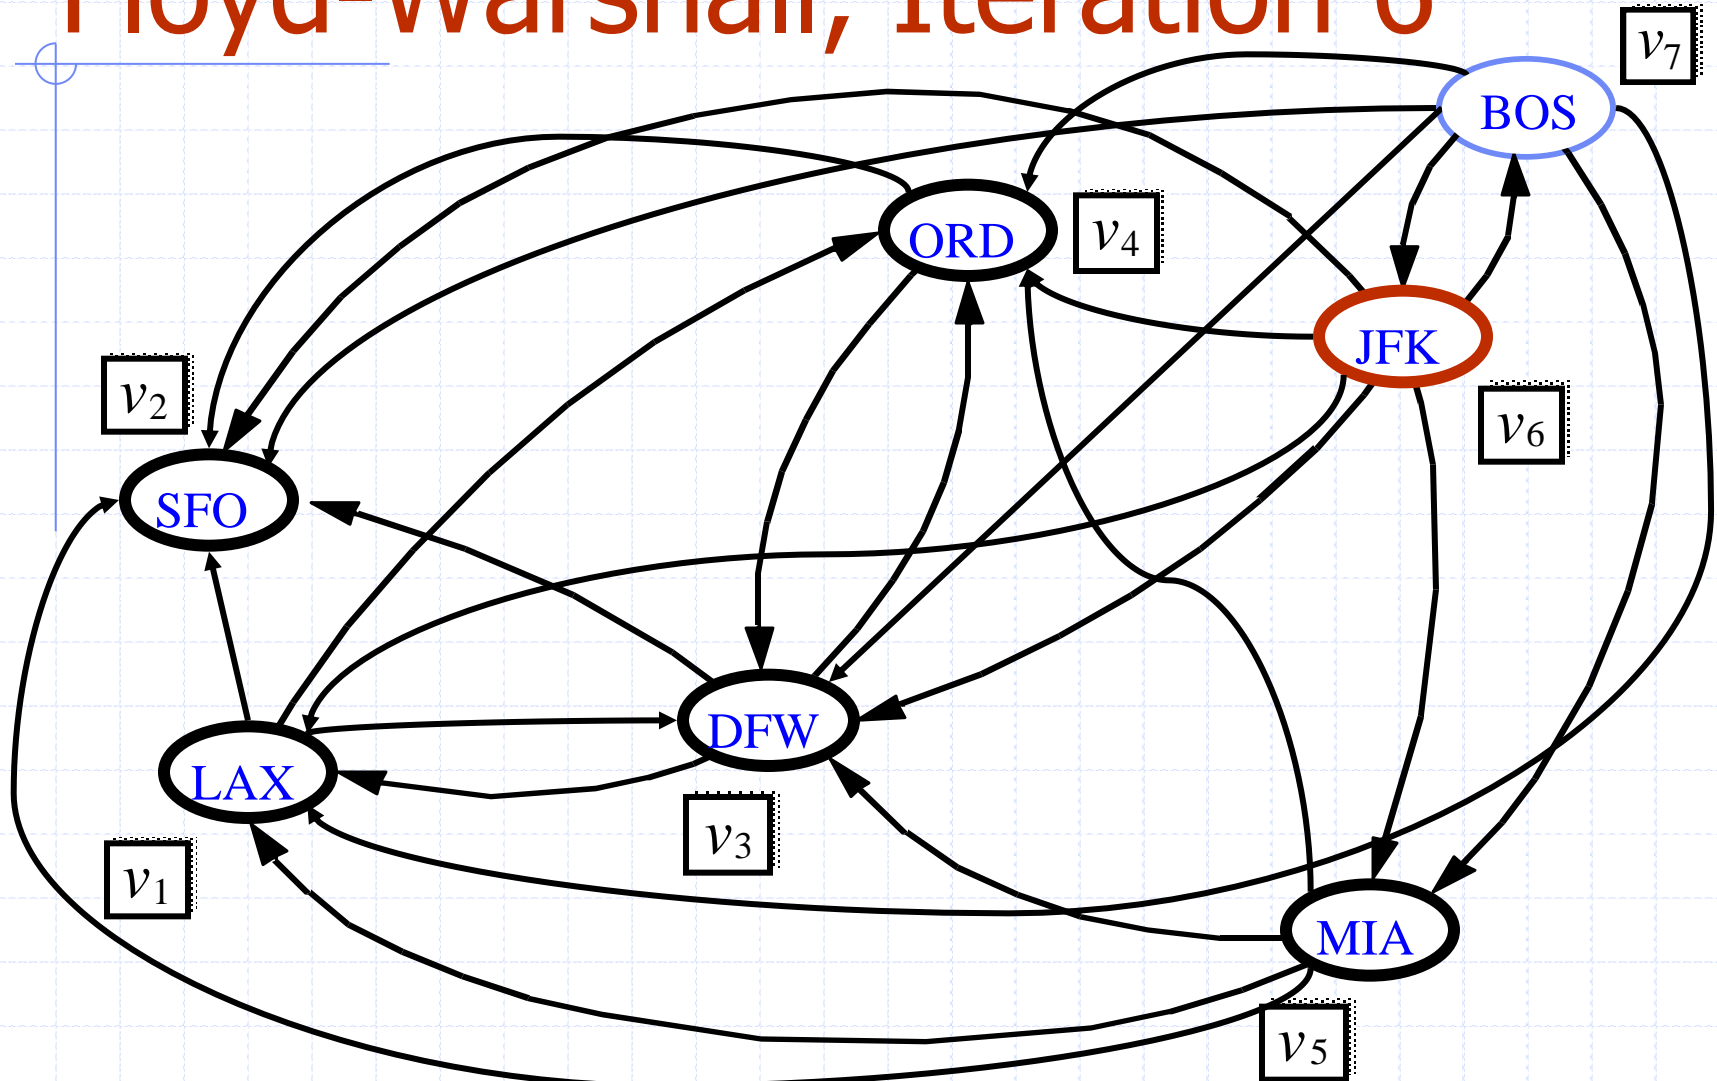 Floyd-Warshall, Iteration 6
v7
BOS
ORD
v4
JFK
v2
v6
SFO
DFW
LAX
v3
v1
MIA
v5